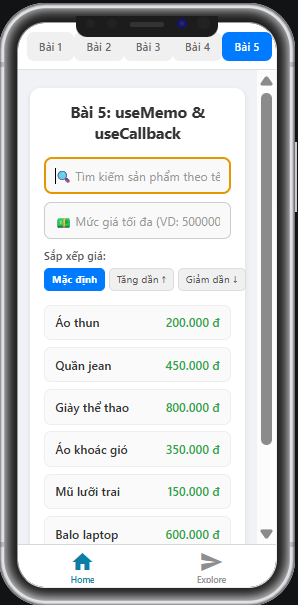 Bài 1
Bài 2
Bài 3
Bài 4
Bài 5
Bài 5: useMemo &
useCallback
🔍 Tìm kiếm sản phẩm theo tê
💵 Mức giá tối đa (VD: 500000
Sắp xếp giá:
Mặc định
Tăng dần ↑
Giảm dần ↓
Áo thun 200.000 đ
Quần jean 450.000 đ
Giày thể thao 800.000 đ
Áo khoác gió 350.000 đ
Mũ lưỡi trai 150.000 đ
Balo laptop 600.000 đ
Home
Explore